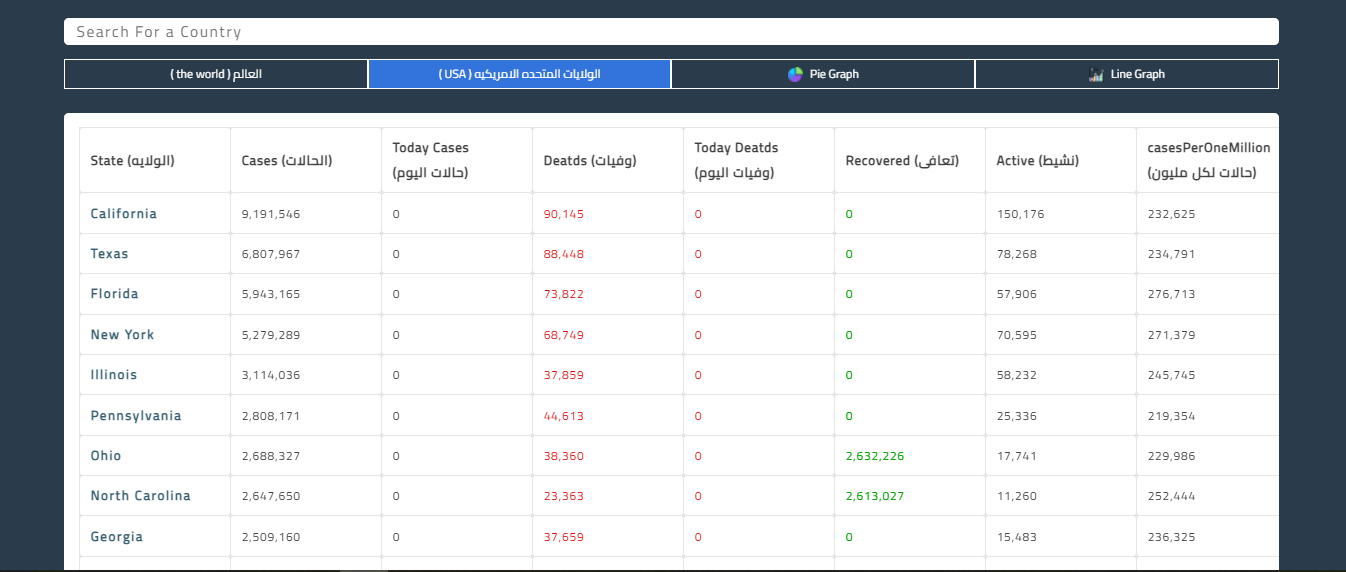 Search For a Country
العالم ( the world )
الولايات المتحده الامريكيه ( USA )
Pie Graph
Line Graph
State (الولايه) Cases (الحالات) Today Cases (حالات اليوم) Deatds (وفيات) Today Deatds (وفيات اليوم) Recovered (تعافى) Active (نشيط) casesPerOneMillion (حالات لكل مليون)
California 9,191,546 0 90,145 0 0 150,176 232,625
Texas 6,807,967 0 88,448 0 0 78,268 234,791
Florida 5,943,165 0 73,822 0 0 57,906 276,713
New York 5,279,289 0 68,749 0 0 70,595 271,379
Illinois 3,114,036 0 37,859 0 0 58,232 245,745
Pennsylvania 2,808,171 0 44,613 0 0 25,336 219,354
Ohio 2,688,327 0 38,360 0 2,632,226 17,741 229,986
North Carolina 2,647,650 0 23,363 0 2,613,027 11,260 252,444
Georgia 2,509,160 0 37,659 0 0 15,483 236,325